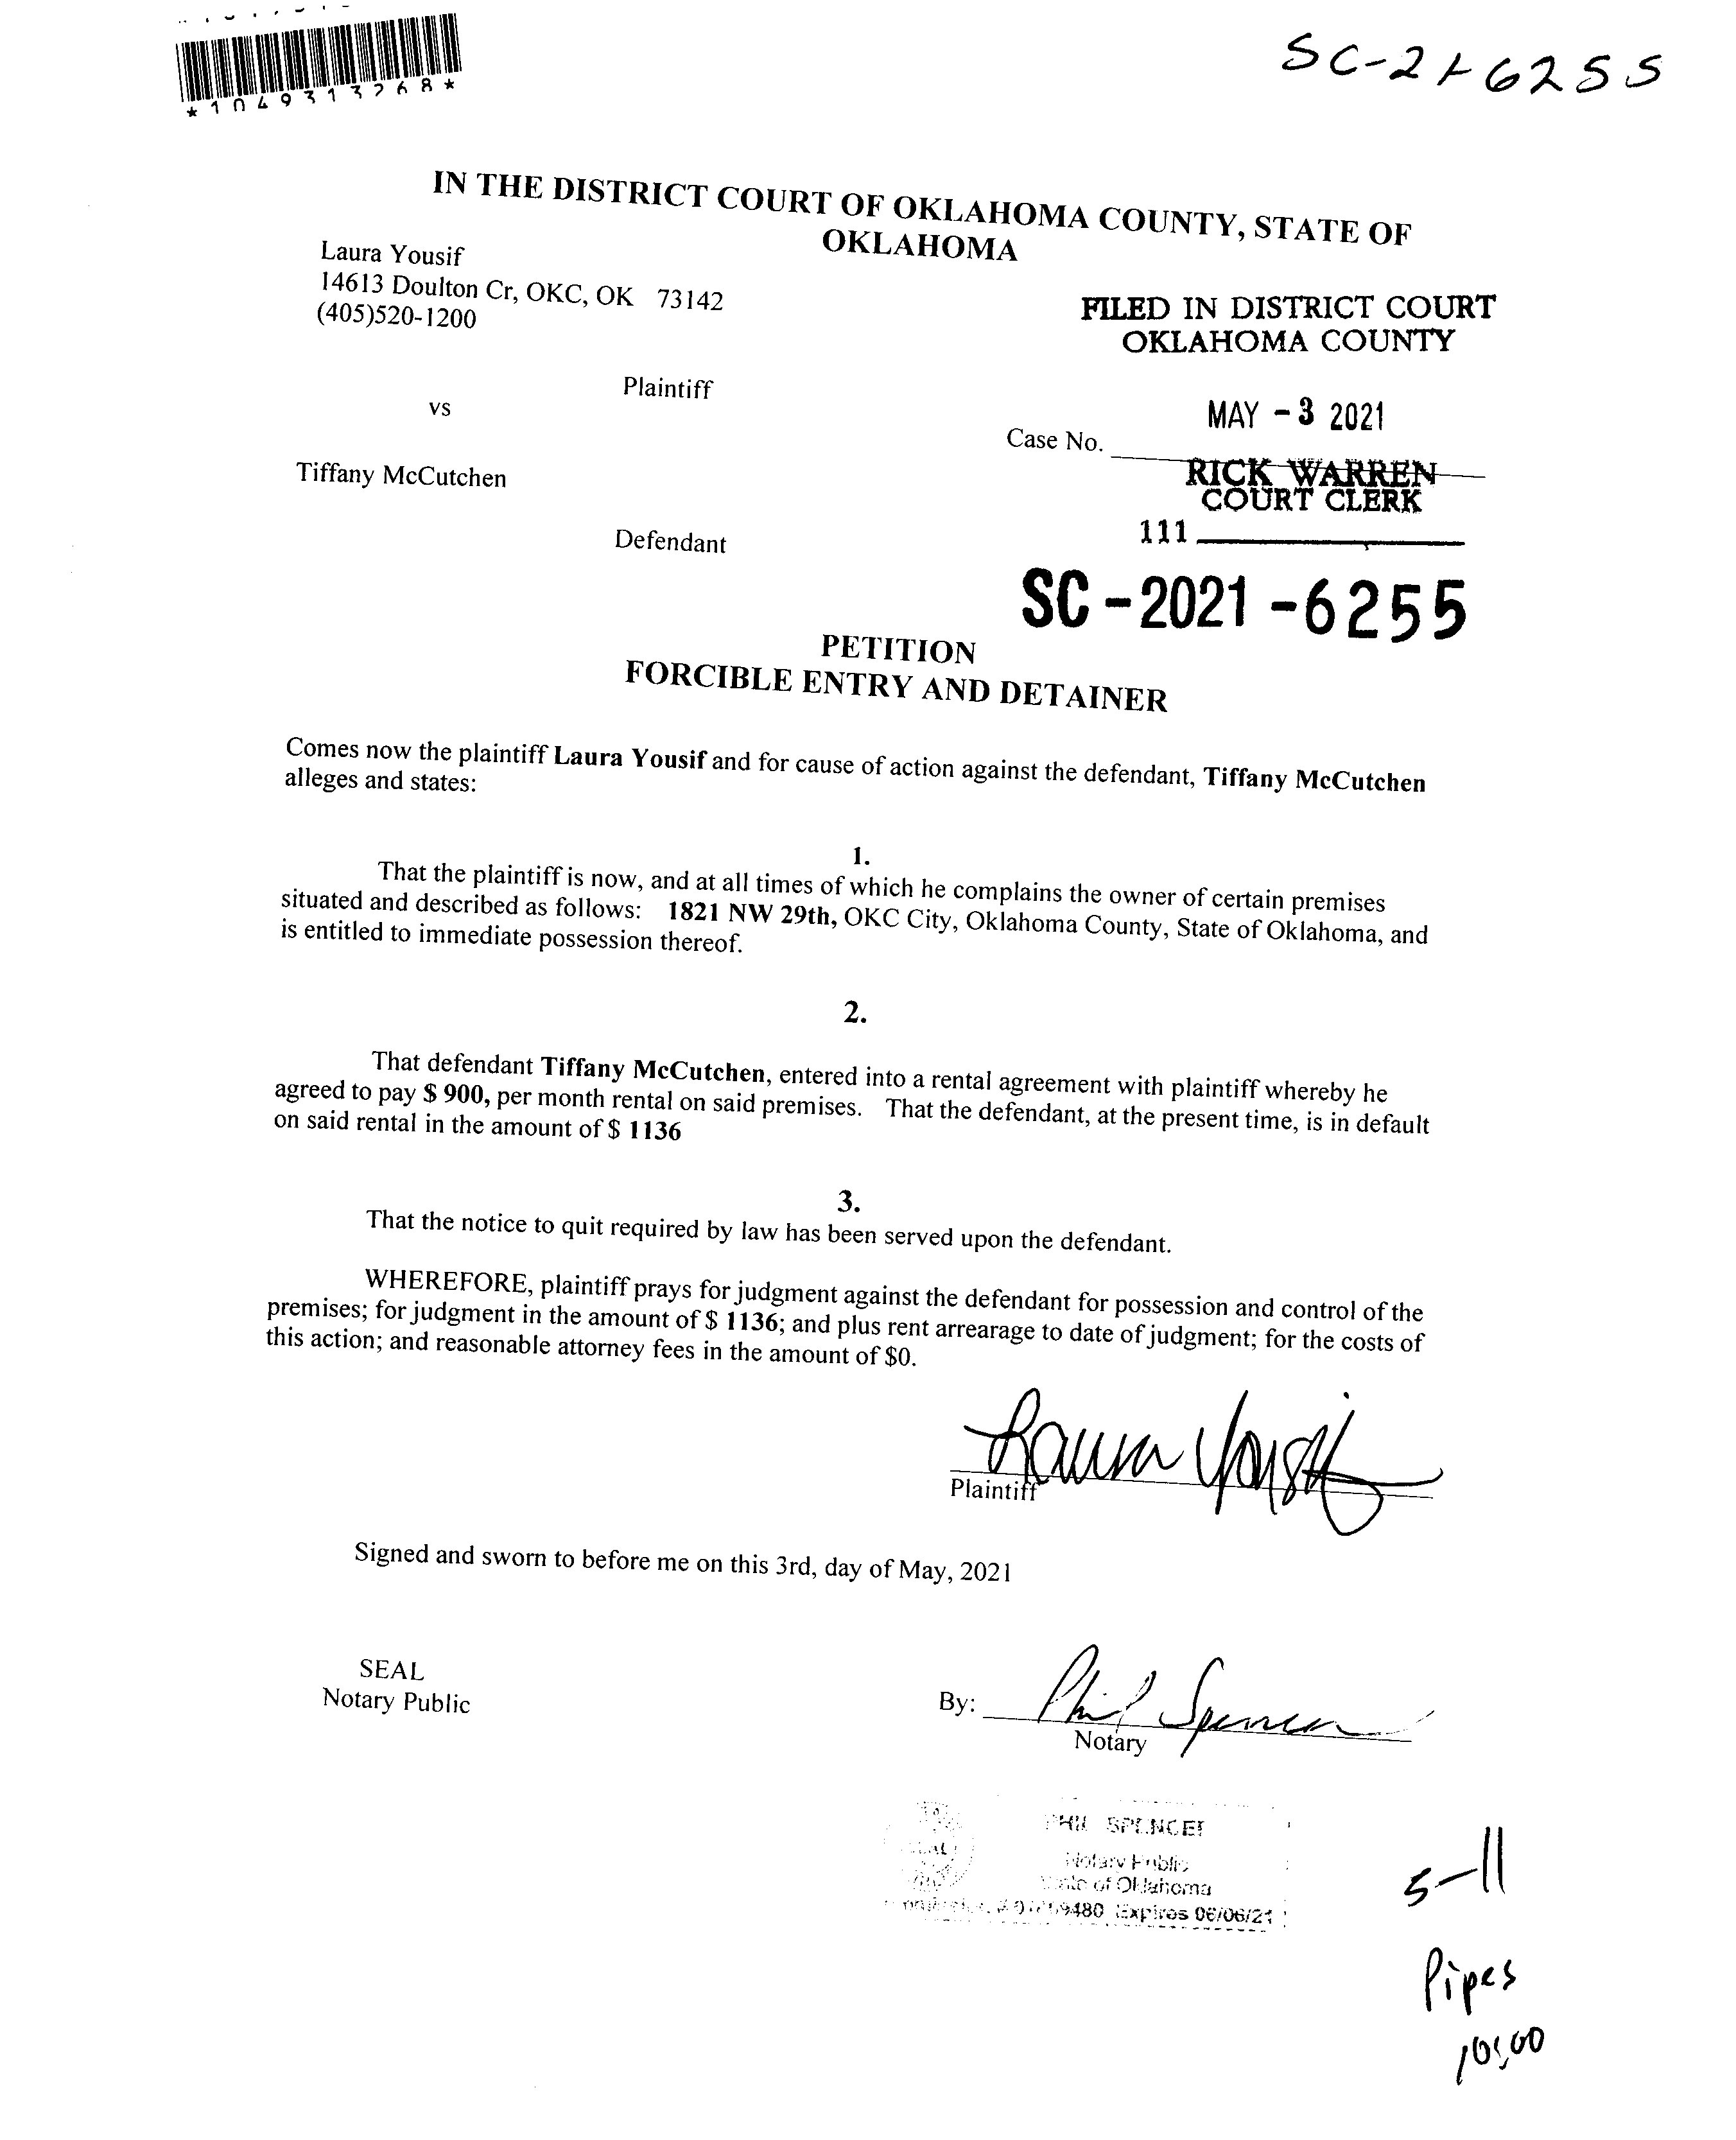 *1049313268*
SC-21-6255
IN THE DISTRICT COURT OF OKLAHOMA COUNTY, STATE OF
OKLAHOMA
Laura Yousif
14613 Doulton Cr, OKC, OK 73142
(405)520-1200
FILED IN DISTRICT COURT
OKLAHOMA COUNTY
Plaintiff
vs
MAY -3 2021
Case No.
RICK WARREN
COURT CLERK
Tiffany McCutchen
111
Defendant
SC-2021-6255
PETITION
FORCIBLE ENTRY AND DETAINER
Comes now the plaintiff Laura Yousif and for cause of action against the defendant, Tiffany McCutchen
alleges and states:
1.
That the plaintiff is now, and at all times of which he complains the owner of certain premises
situated and described as follows: 1821 NW 29th, OKC City, Oklahoma County, State of Oklahoma, and
is entitled to immediate possession thereof.
2.
That defendant Tiffany McCutchen, entered into a rental agreement with plaintiff whereby he
agreed to pay $ 900, per month rental on said premises. That the defendant, at the present time, is in default
on said rental in the amount of $ 1136
3.
That the notice to quit required by law has been served upon the defendant.
WHEREFORE, plaintiff prays for judgment against the defendant for possession and control of the
premises; for judgment in the amount of $ 1136; and plus rent arrearage to date of judgment; for the costs of
this action; and reasonable attorney fees in the amount of $0.
Laura Yousif
Plaintiff
Signed and sworn to before me on this 3rd, day of May, 2021
SEAL
Notary Public
By: Phil Spencer
Notary
PHIL SPENCER
Notary Public
State of Oklahoma
Expires 06/06/21
5-11
Pipes